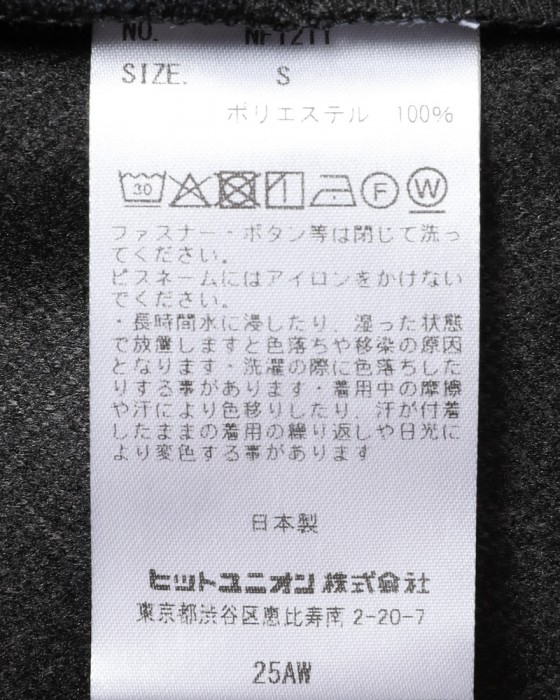 NO. NF1211
SIZE. S
ポリエステル 100%
30
F W
ファスナー・ボタン等は閉じて洗っ
てください。
ピスネームにはアイロンをかけない
でください。
・長時間水に浸したり、湿った状態
で放置しますと色落ちや移染の原因
となります・洗濯の際に色落ちした
りする事があります・着用中の摩擦
や汗により色移りしたり、汗が付着
したままの着用の繰り返しや日光に
より変色する事があります
日本製
ヒットユニオン株式会社
東京都渋谷区恵比寿南 2-20-7
25AW